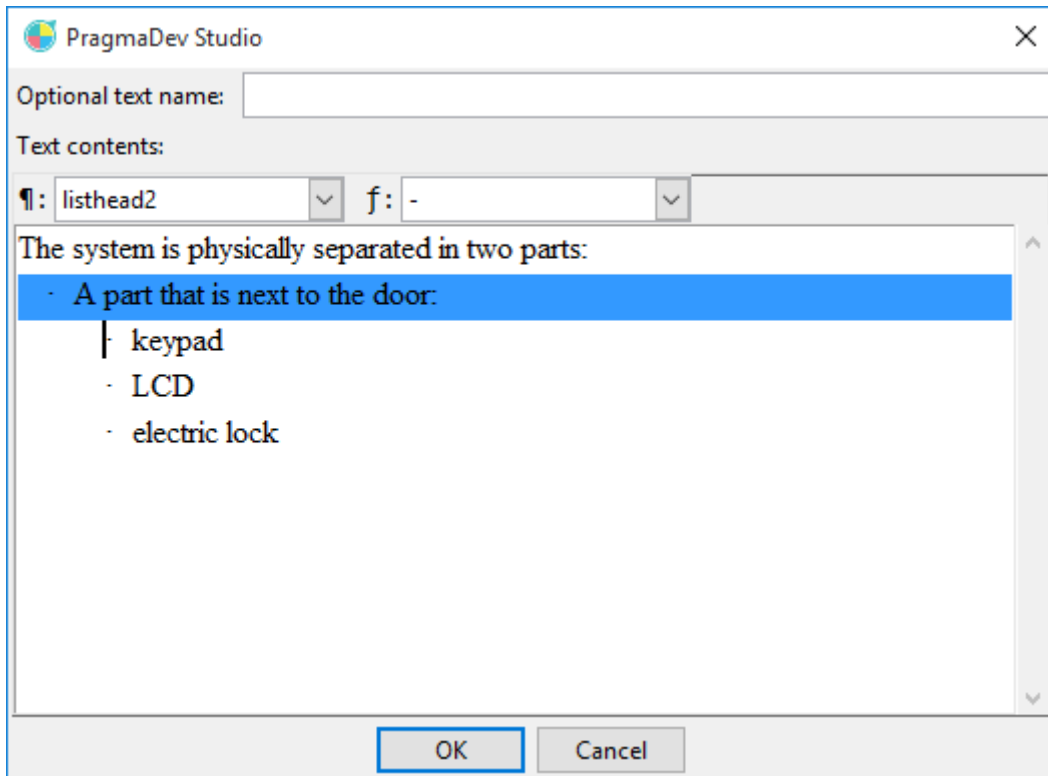 PragmaDev Studio
Optional text name:
Text contents:
¶: listhead2 ƒ: -
The system is physically separated in two parts:
- A part that is next to the door:
- keypad
- LCD
- electric lock
OK Cancel